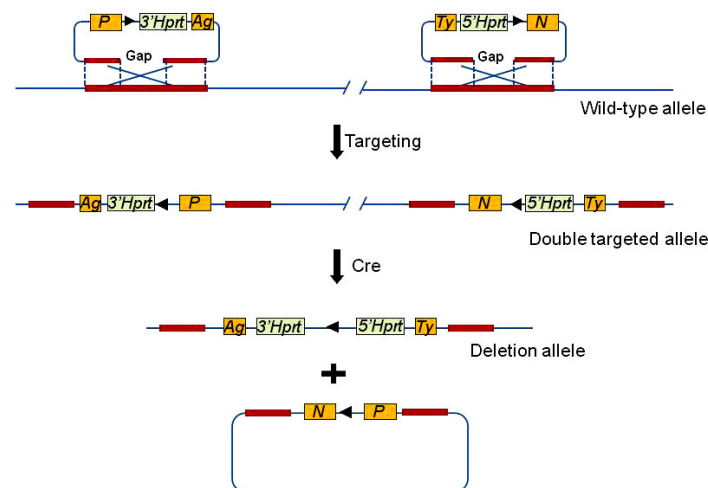 P 3'Hprt Ag
Ty 5'Hprt N
Gap
Gap
Wild-type allele
Targeting
Ag 3'Hprt P
N 5'Hprt Ty
Double targeted allele
Cre
Ag 3'Hprt 5'Hprt Ty
Deletion allele
+
N P